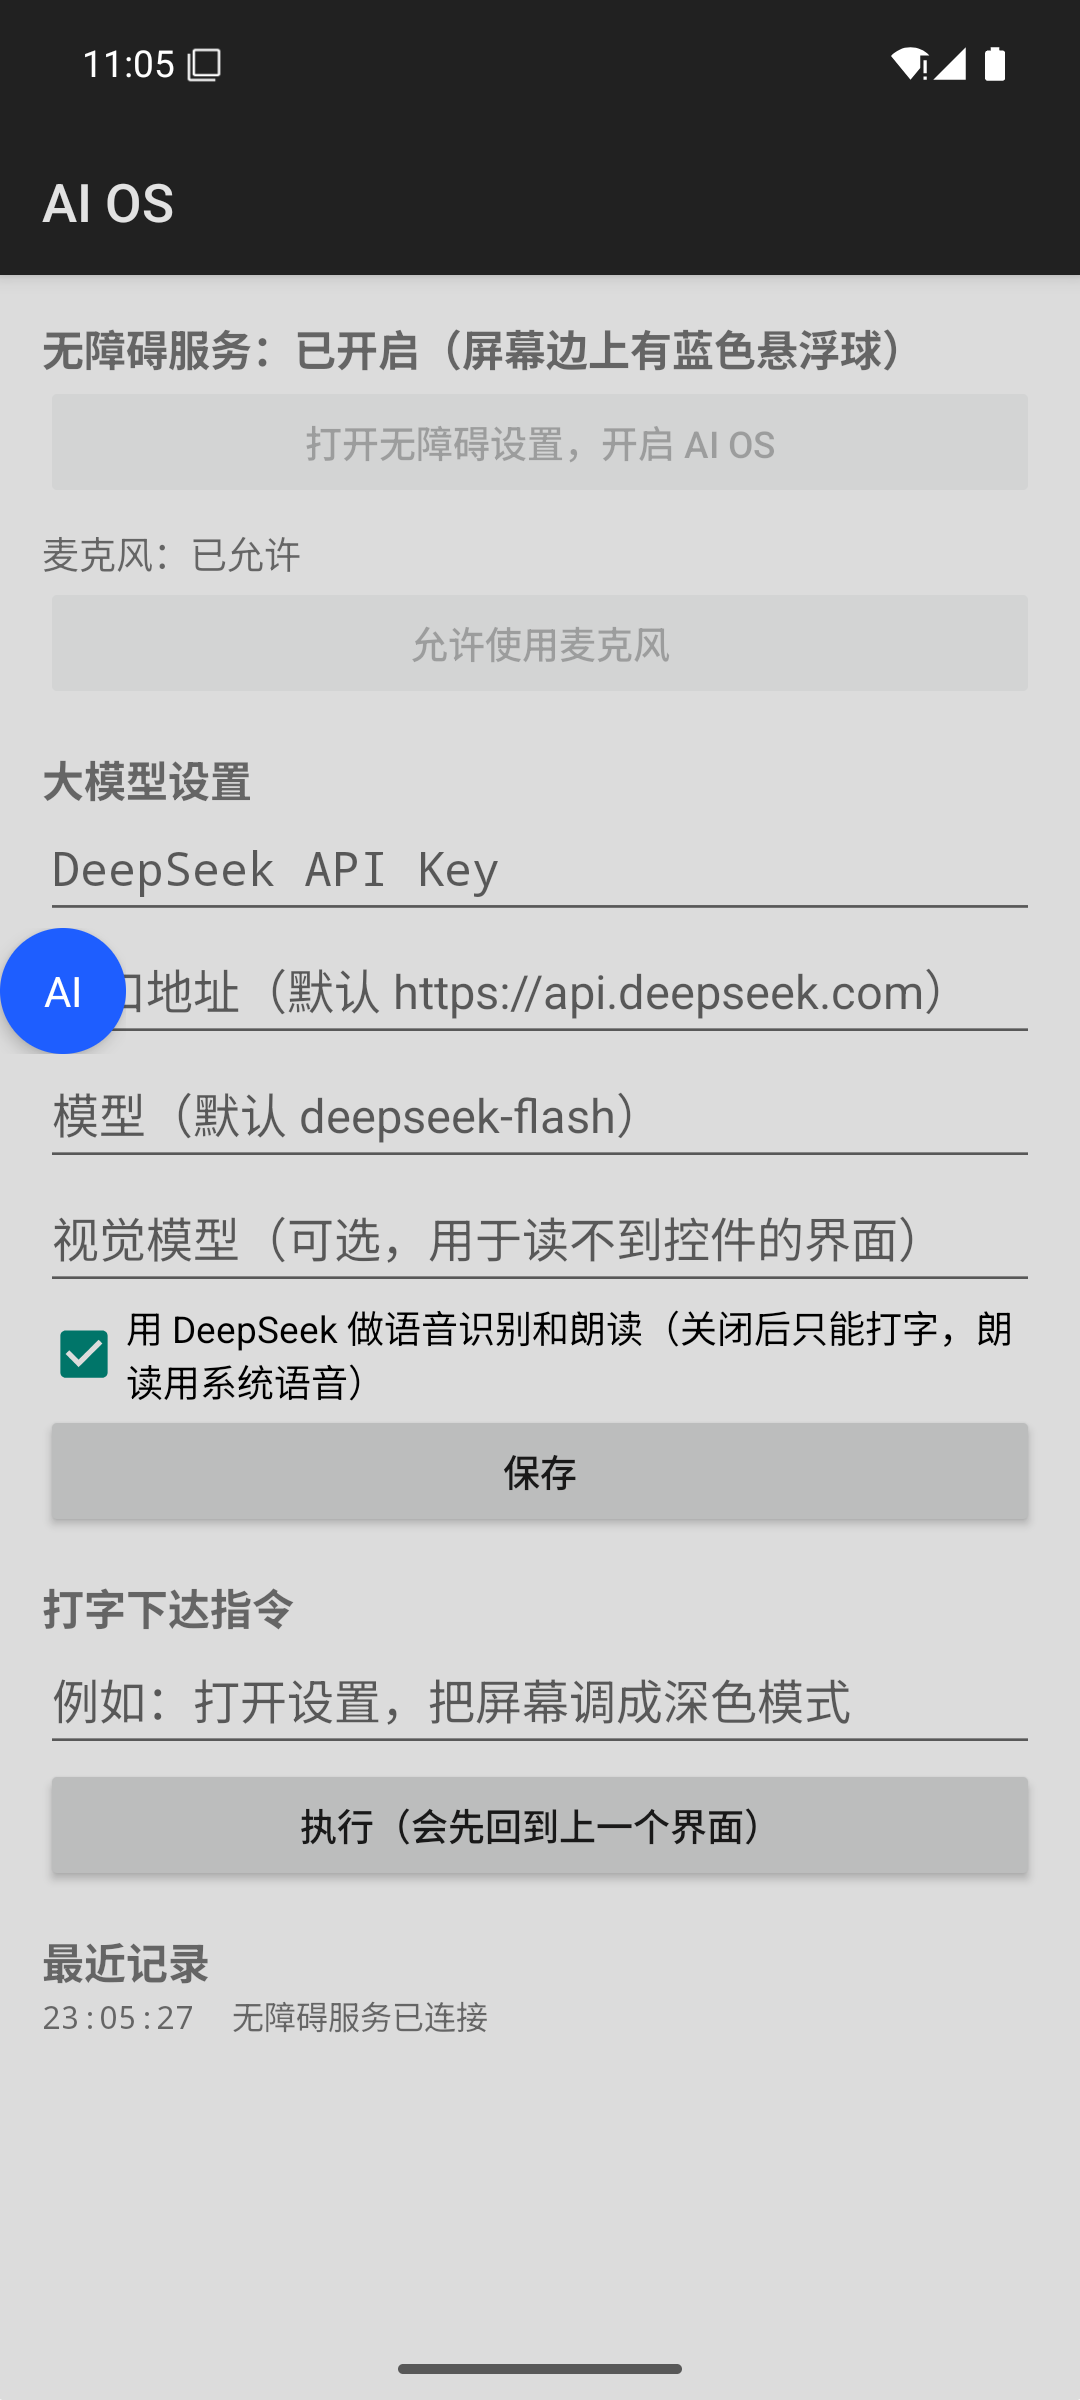 11:05
AI OS
无障碍服务：已开启（屏幕边上有蓝色悬浮球）
打开无障碍设置，开启 AI OS
麦克风：已允许
允许使用麦克风
大模型设置
DeepSeek API Key
AI
地址（默认 https://api.deepseek.com）
模型（默认 deepseek-flash）
视觉模型（可选，用于读不到控件的界面）
用 DeepSeek 做语音识别和朗读（关闭后只能打字，朗
读用系统语音）
保存
打字下达指令
例如：打开设置，把屏幕调成深色模式
执行（会先回到上一个界面）
最近记录
23:05:27 无障碍服务已连接